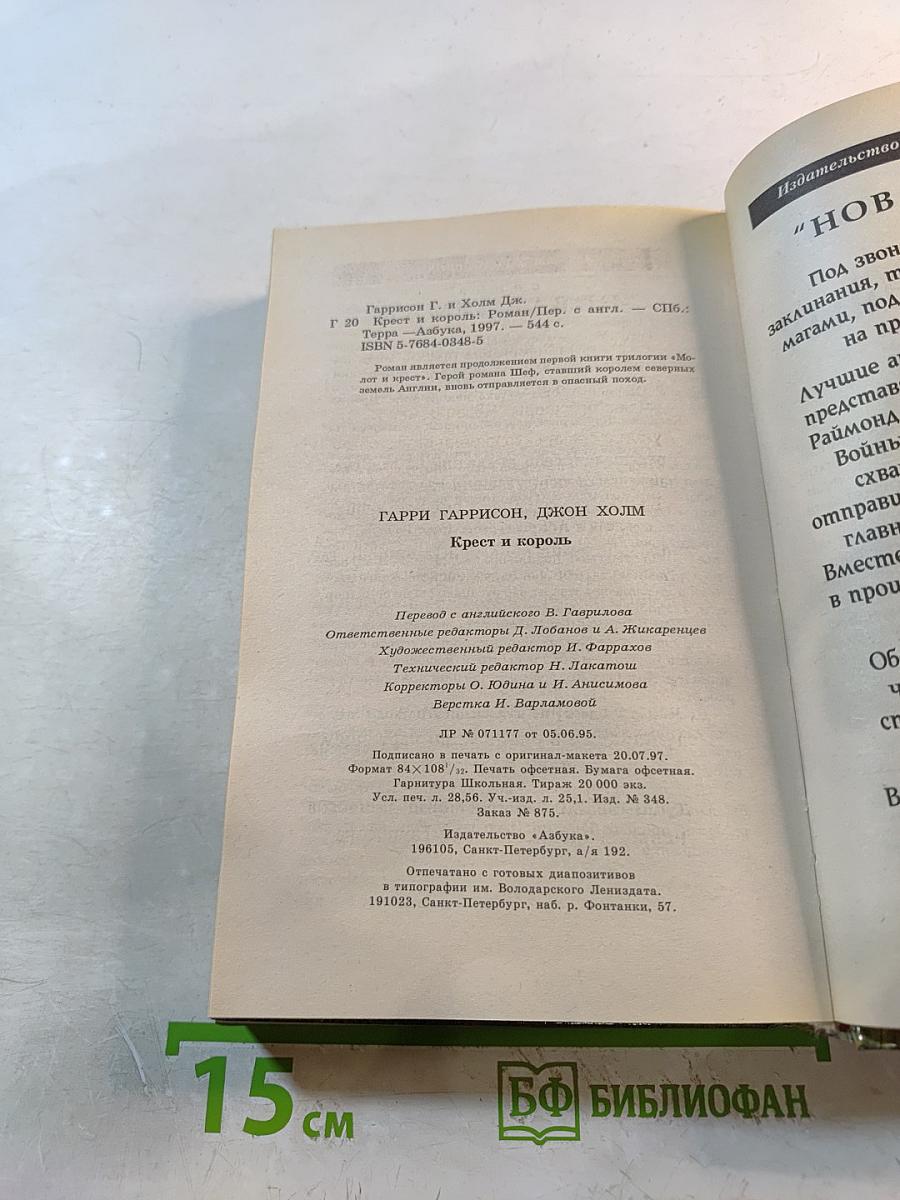 Гаррисон Г. и Холм Дж.
Г 20 Крест и король: Роман/Пер. с англ. — СПб.:
Терра —Азбука, 1997. — 544 с.
ISBN 5-7684-0348-5
Роман является продолжением первой книги трилогии «Мо-
лот и крест». Герой романа Шеф, ставший королем северных
земель Англии, вновь отправляется в опасный поход.
ГАРРИ ГАРРИСОН, ДЖОН ХОЛМ
Крест и король
Перевод с английского В. Гаврилова
Ответственные редакторы Д. Лобанов и А. Жикаренцев
Художественный редактор И. Фаррахов
Технический редактор Н. Лакатош
Корректоры О. Юдина и И. Анисимова
Верстка И. Варламовой
ЛР № 071177 от 05.06.95.
Подписано в печать с оригинал-макета 20.07.97.
Формат 84×108¹/₃₂. Печать офсетная. Бумага офсетная.
Гарнитура Школьная. Тираж 20 000 экз.
Усл. печ. л. 28,56. Уч.-изд. л. 25,1. Изд. № 348.
Заказ № 875.
Издательство «Азбука».
196105, Санкт-Петербург, а/я 192.
Отпечатано с готовых диапозитивов
в типографии им. Володарского Лениздата.
191023, Санкт-Петербург, наб. р. Фонтанки, 57.
Издательство
"НОВ
Под звон
заклинания, т
магами, под
на пр
Лучшие а
представ
Раймонд
Войны
схва
отправи
главн
Вместе
в прош
Об
ч
сп
В
15 см
БФ БИБЛИОФАН